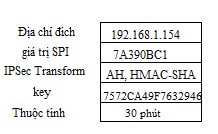 Địa chỉ đích 192.168.1.154
giá trị SPI 7A390BC1
IPSec Transform AH, HMAC-SHA
key 7572CA49F7632946
Thuộc tính 30 phút